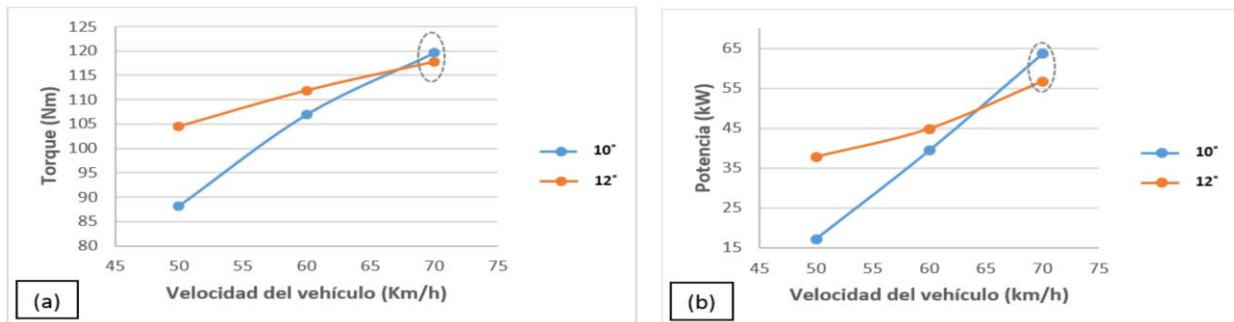 125
120
115
110
105
100
95
90
85
80
Torque (Nm)
45 50 55 60 65 70 75
Velocidad del vehículo (Km/h)
10°
12°
(a)
65
55
45
35
25
15
Potencia (kW)
45 50 55 60 65 70 75
Velocidad del vehículo (km/h)
10°
12°
(b)